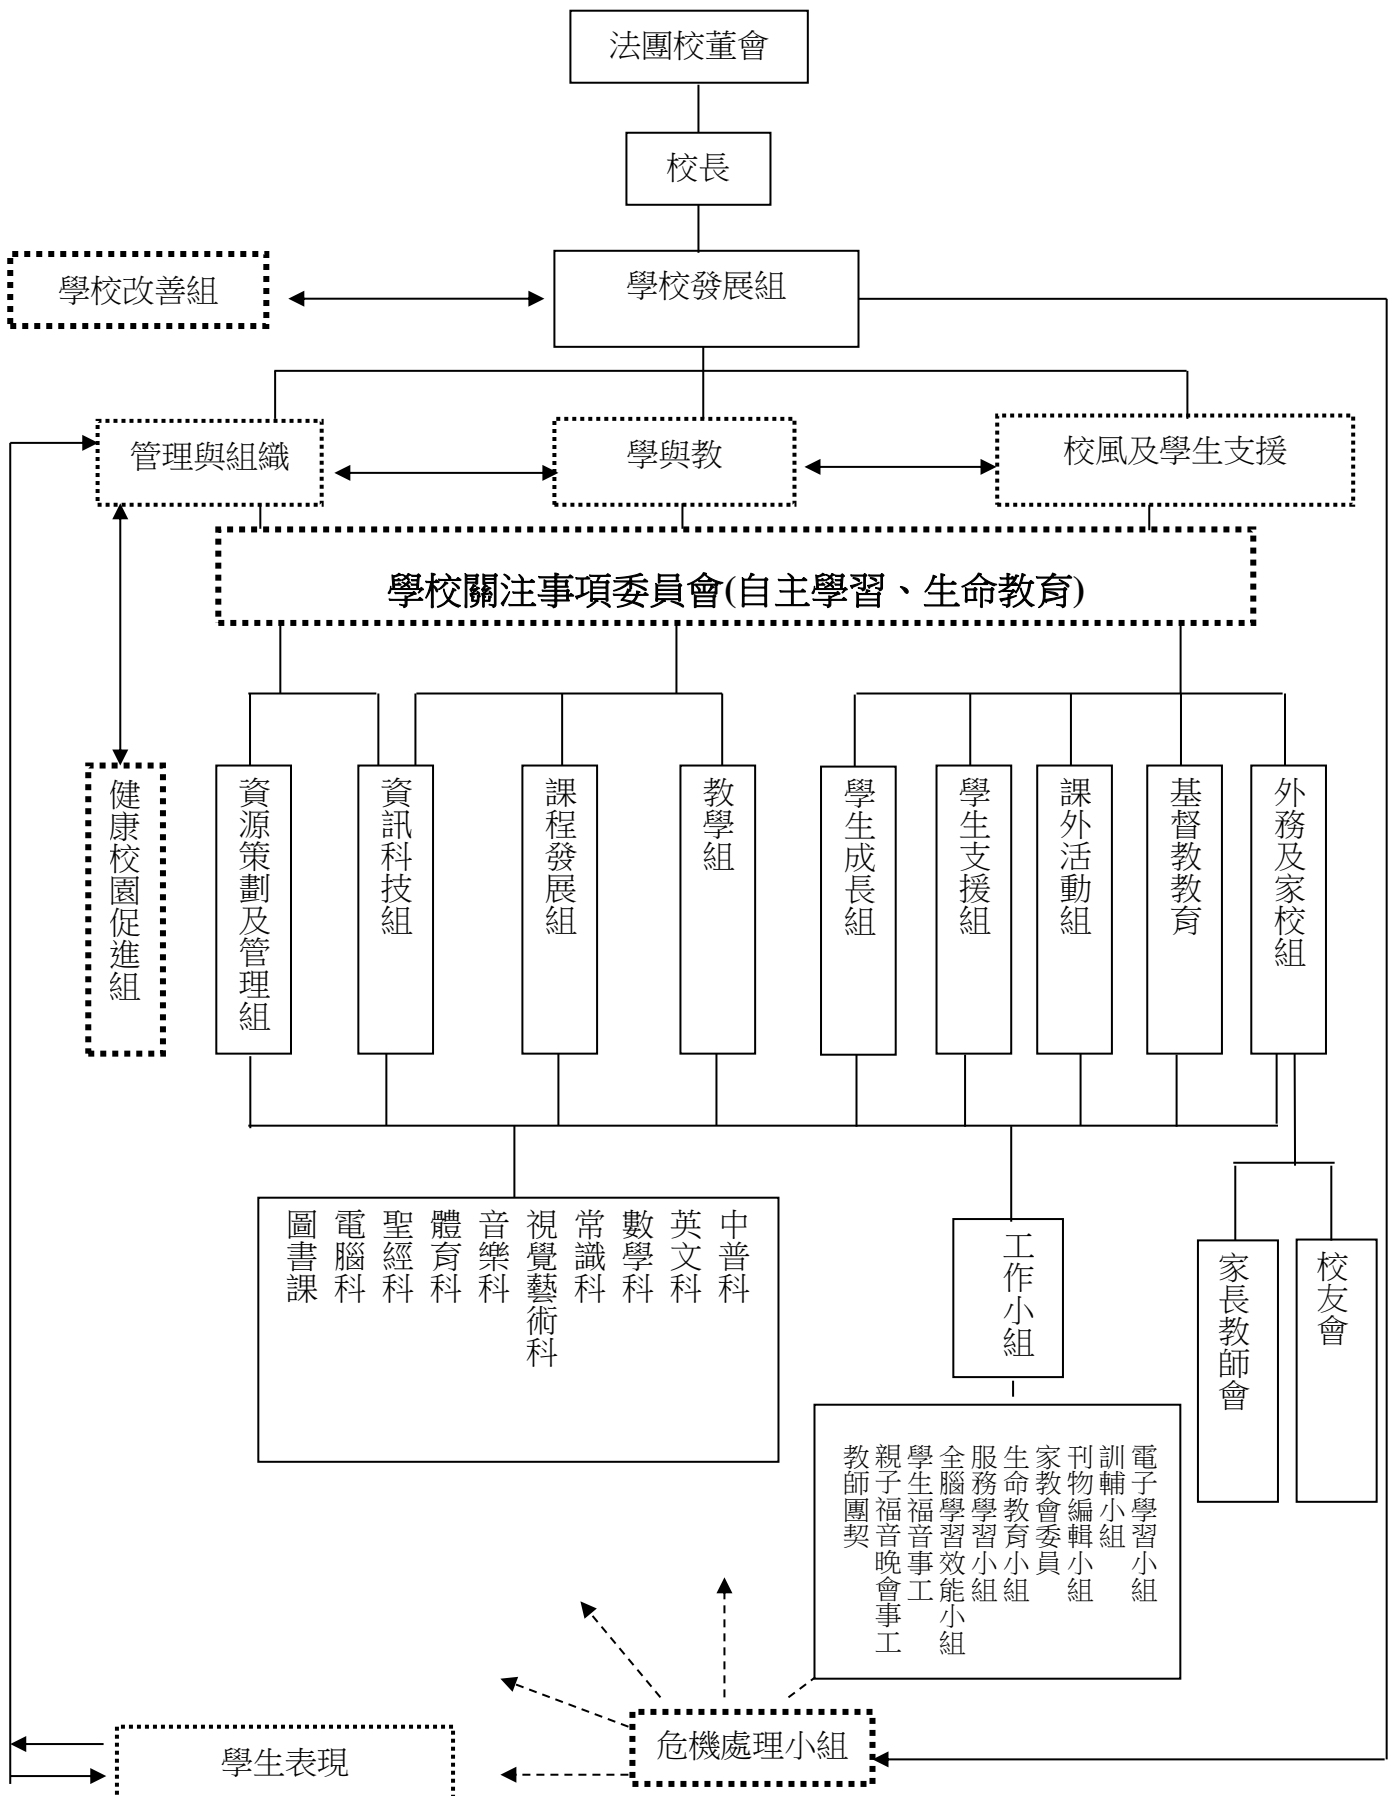 法團校董會
校長
學校改善組
學校發展組
管理與組織
學與教
校風及學生支援
學校關注事項委員會(自主學習、生命教育)
健康校園促進組
資源策劃及管理組
資訊科技組
課程發展組
教學組
學生成長組
學生支援組
課外活動組
基督教教育
外務及家校組
中普科
英文科
數學科
常識科
視覺藝術科
音樂科
體育科
聖經科
電腦科
圖書課
工作小組
家長教師會
校友會
電子學習小組
訓輔小組
刊物編輯小組
家教會委員
生命教育小組
服務學習小組
全腦學習效能小組
學生福音事工
親子福音晚會事工
教師團契
危機處理小組
學生表現